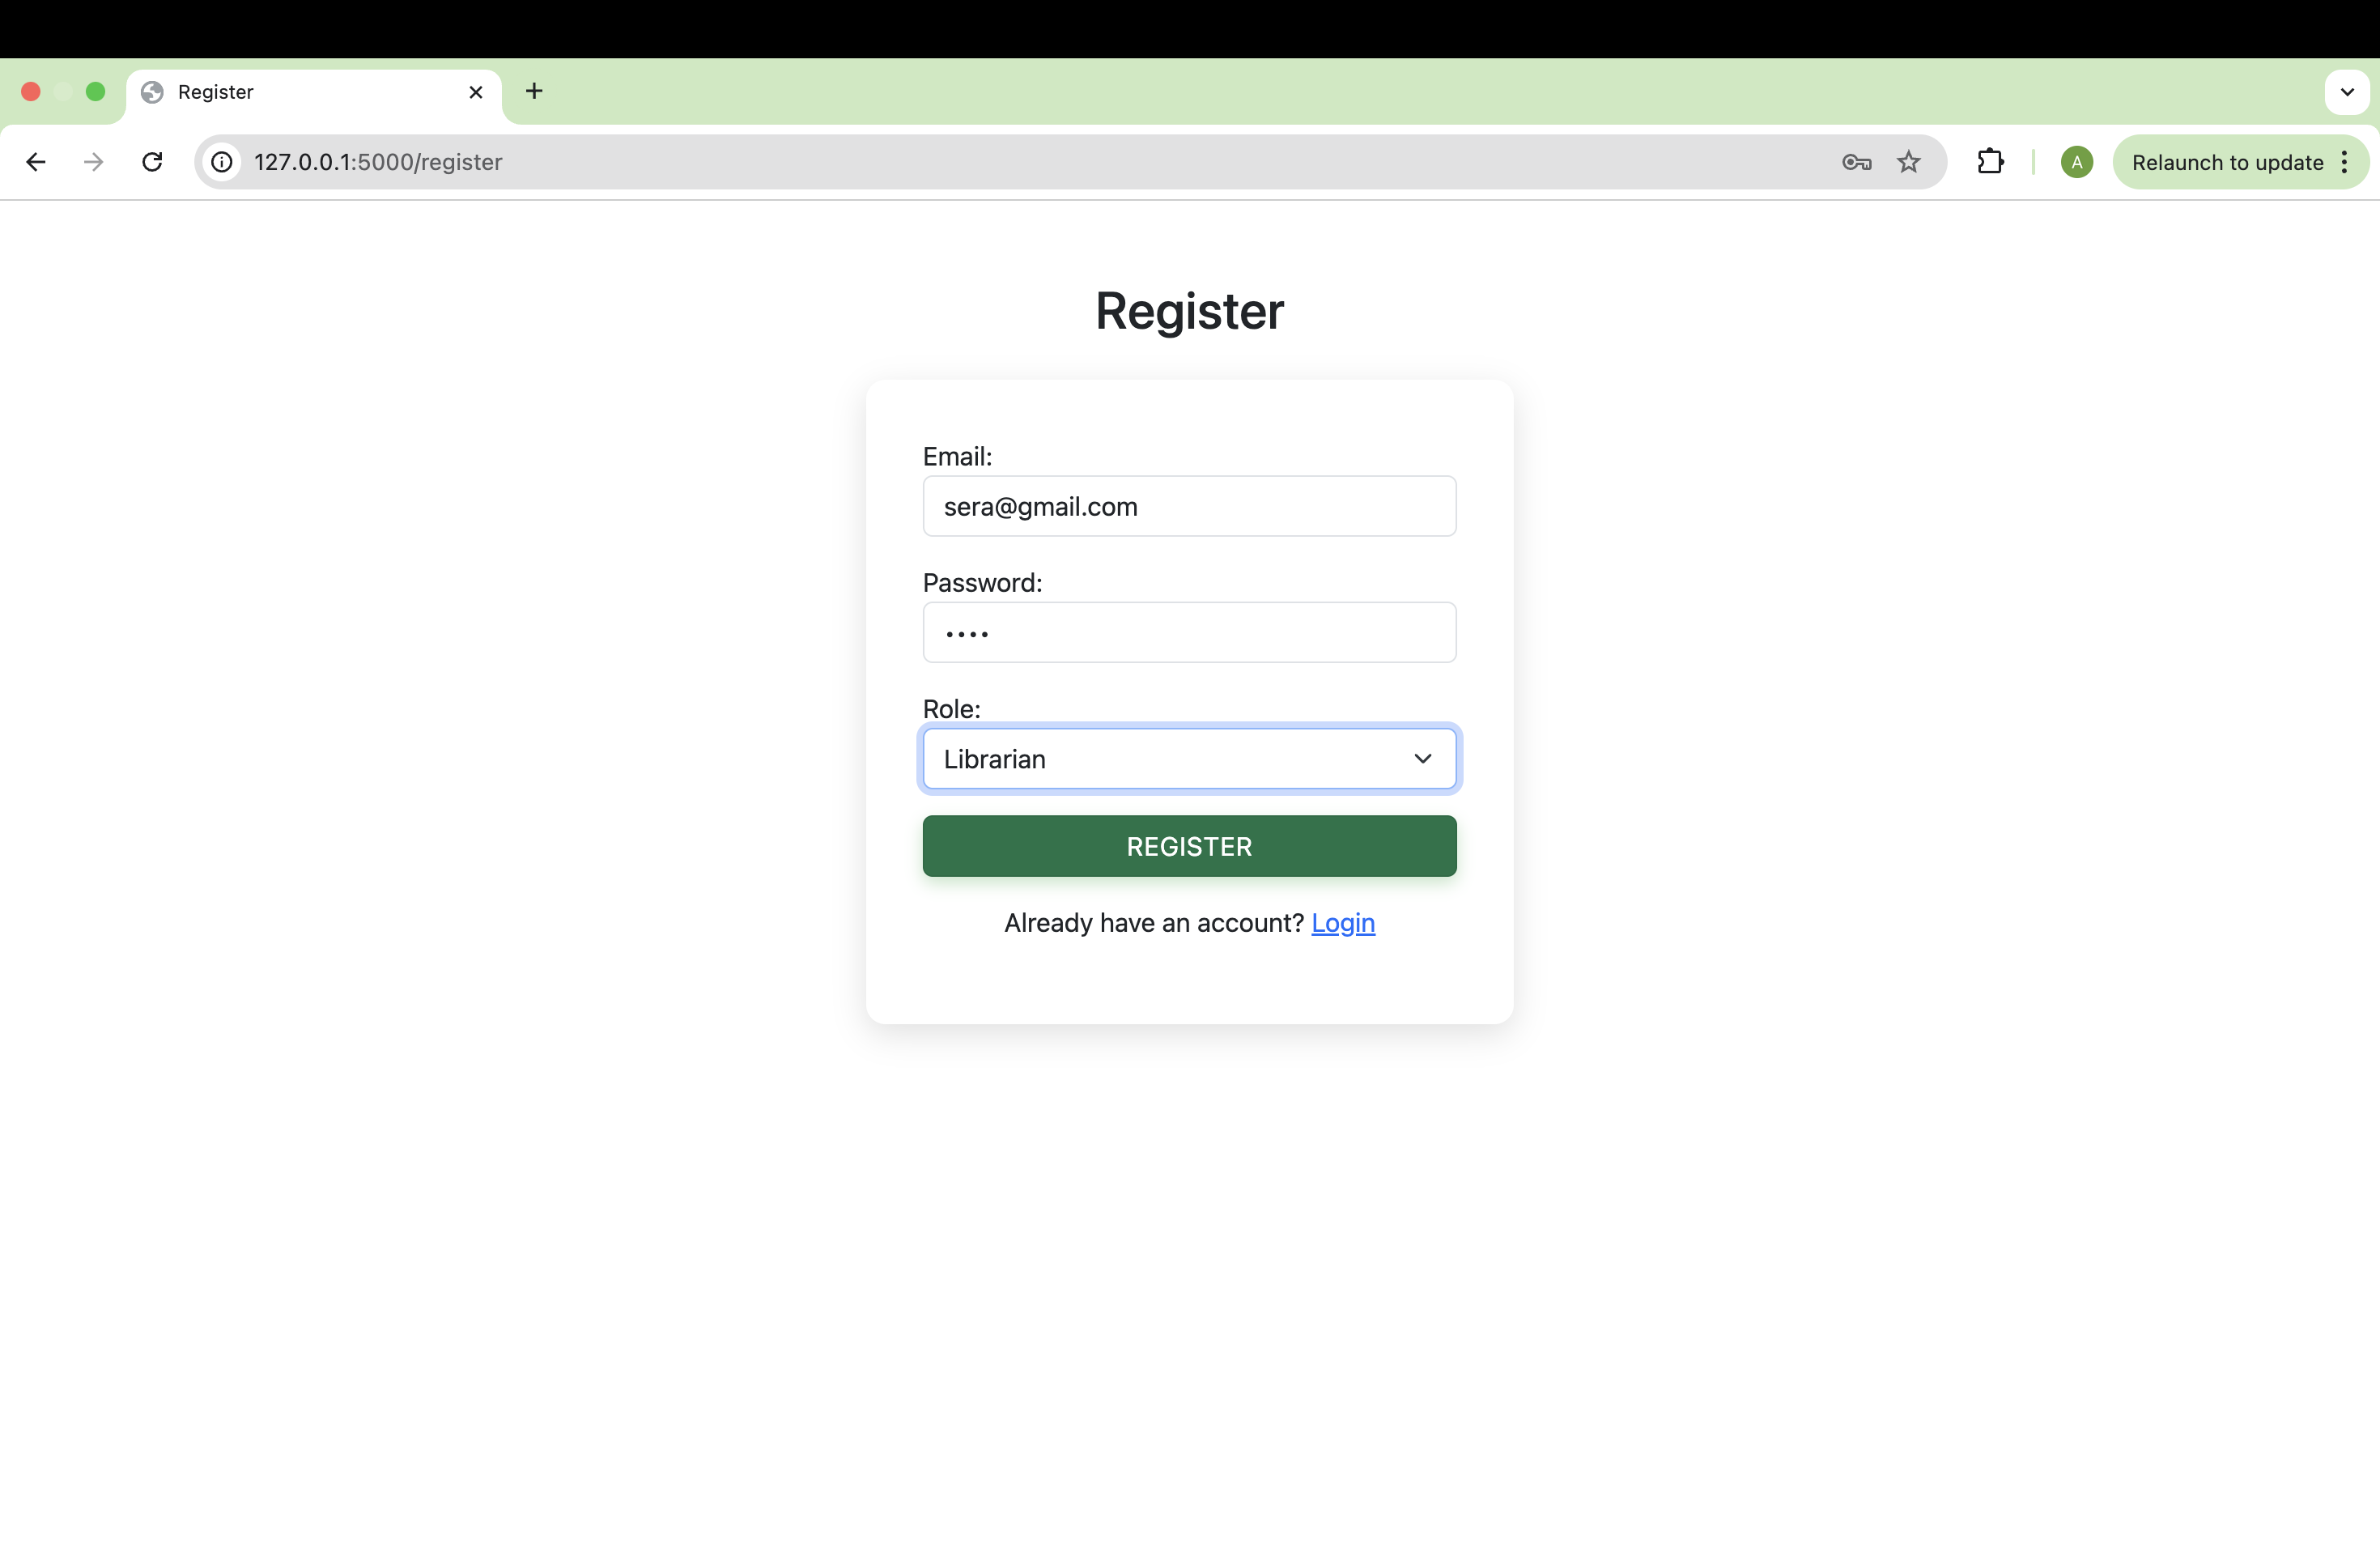 Register
127.0.0.1:5000/register
A
Relaunch to update
Register
Email:
sera@gmail.com
Password:
••••
Role:
Librarian
REGISTER
Already have an account? Login